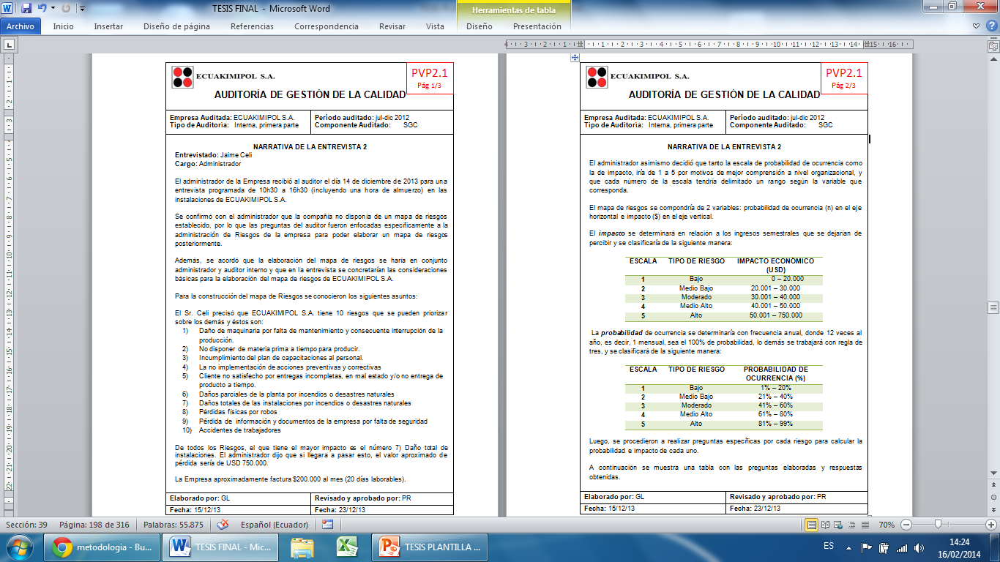 TESIS FINAL - Microsoft Word
Herramientas de tabla
Archivo Inicio Insertar Diseño de página Referencias Correspondencia Revisar Vista Diseño Presentación
4 3 2 1 1 2 3 4 5 6 7 8 9 10 11 12 13 14 15 16
ECUAKIMIPOL S.A.
PVP2.1
Pág 1/3
AUDITORÍA DE GESTIÓN DE LA CALIDAD
Empresa Auditada: ECUAKIMIPOL S.A.
Tipo de Auditoría: Interna, primera parte
Período auditado: jul-dic 2012
Componente Auditado: SGC
NARRATIVA DE LA ENTREVISTA 2
Entrevistado: Jaime Celi
Cargo: Administrador
El administrador de la Empresa recibió al auditor el día 14 de diciembre de 2013 para una
entrevista programada de 10h30 a 16h30 (incluyendo una hora de almuerzo) en las
instalaciones de ECUAKIMIPOL S.A.
Se confirmó con el administrador que la compañía no disponía de un mapa de riesgos
establecido, por lo que las preguntas del auditor fueron enfocadas específicamente a la
administración de Riesgos de la empresa para poder elaborar un mapa de riesgos
posteriormente.
Además, se acordó que la elaboración del mapa de riesgos se haría en conjunto
administrador y auditor interno y que en la entrevista se concretarían las consideraciones
básicas para la elaboración del mapa de riesgos de ECUAKIMIPOL S.A.
Para la construcción del mapa de Riesgos se conocieron los siguientes asuntos:
El Sr. Celi precisó que ECUAKIMIPOL S.A. tiene 10 riesgos que se pueden priorizar
sobre los demás y éstos son:
1) Daño de maquinaria por falta de mantenimiento y consecuente interrupción de la
producción.
2) No disponer de materia prima a tiempo para producir.
3) Incumplimiento del plan de capacitaciones al personal.
4) La no implementación de acciones preventivas y correctivas
5) Cliente no satisfecho por entregas incompletas, en mal estado y/o no entrega de
producto a tiempo.
6) Daños parciales de la planta por incendios o desastres naturales
7) Daños totales de las instalaciones por incendios o desastres naturales
8) Pérdidas físicas por robos
9) Pérdida de información y documentos de la empresa por falta de seguridad
10) Accidentes de trabajadores
De todos los Riesgos, el que tiene el mayor impacto es el número 7) Daño total de
instalaciones. El administrador dijo que si llegara a pasar esto, el valor aproximado de
pérdida sería de USD 750.000.
La Empresa aproximadamente factura $200.000 al mes (20 días laborables).
Elaborado por: GL
Revisado y aprobado por: PR
Fecha: 15/12/13
Fecha: 23/12/13
ECUAKIMIPOL S.A.
PVP2.1
Pág 2/3
AUDITORÍA DE GESTIÓN DE LA CALIDAD
Empresa Auditada: ECUAKIMIPOL S.A.
Tipo de Auditoría: Interna, primera parte
Período auditado: jul-dic 2012
Componente Auditado: SGC
NARRATIVA DE LA ENTREVISTA 2
El administrador asimismo decidió que tanto la escala de probabilidad de ocurrencia como
la de impacto, iría de 1 a 5 por motivos de mejor comprensión a nivel organizacional, y
que cada número de la escala tendría delimitado un rango según la variable que
corresponda.
El mapa de riesgos se compondría de 2 variables: probabilidad de ocurrencia (n) en el eje
horizontal e impacto ($) en el eje vertical.
El impacto se determinará en relación a los ingresos semestrales que se dejarían de
percibir y se clasificaría de la siguiente manera:
ESCALA TIPO DE RIESGO IMPACTO ECONÓMICO
(USD)
1 Bajo 0 – 20.000
2 Medio Bajo 20.001 – 30.000
3 Moderado 30.001 – 40.000
4 Medio Alto 40.001 – 50.000
5 Alto 50.001 – 750.000
La probabilidad de ocurrencia se determinaría con frecuencia anual, donde 12 veces al
año, es decir, 1 mensual, sea el 100% de probabilidad, lo demás se trabajará con regla de
tres, y se clasificará de la siguiente manera:
ESCALA TIPO DE RIESGO PROBABILIDAD DE
OCURRENCIA (%)
1 Bajo 1% – 20%
2 Medio Bajo 21% – 40%
3 Moderado 41% – 60%
4 Medio Alto 61% – 80%
5 Alto 81% – 99%
Luego, se procedieron a realizar preguntas específicas por cada riesgo para calcular la
probabilidad e impacto de cada uno.
A continuación se muestra una tabla con las preguntas elaboradas y respuestas
obtenidas.
Elaborado por: GL
Revisado y aprobado por: PR
Fecha: 15/12/13
Fecha: 23/12/13
Sección: 39 Página: 198 de 316 Palabras: 55.875 Español (Ecuador) 70%
metodologia - Bu... TESIS FINAL - Mic... TESIS PLANTILLA ... ES 14:24
16/02/2014